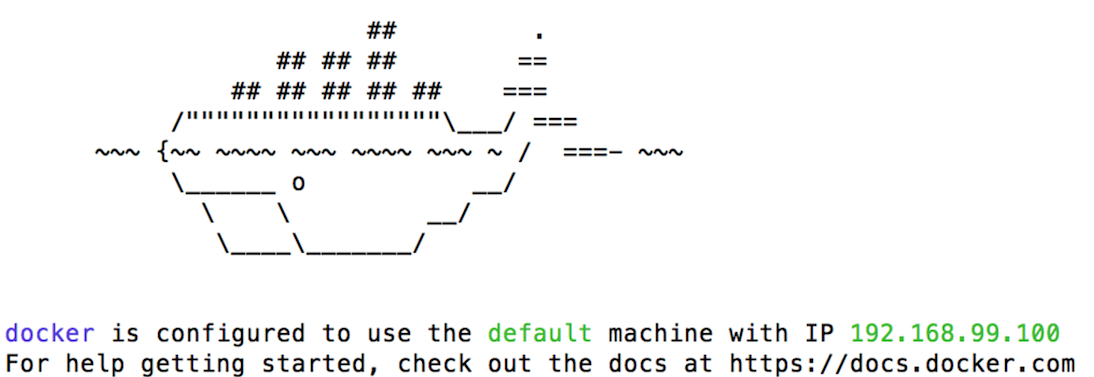 ##         .
                  ## ## ##        ==
               ## ## ## ## ##    ===
           /"""""""""""""""""\___/ ===
      ~~~ {~~ ~~~~ ~~~ ~~~~ ~~~ ~ /  ===- ~~~
           \______ o           __/
             \    \         __/
              \____\_______/
docker is configured to use the default machine with IP 192.168.99.100
For help getting started, check out the docs at https://docs.docker.com